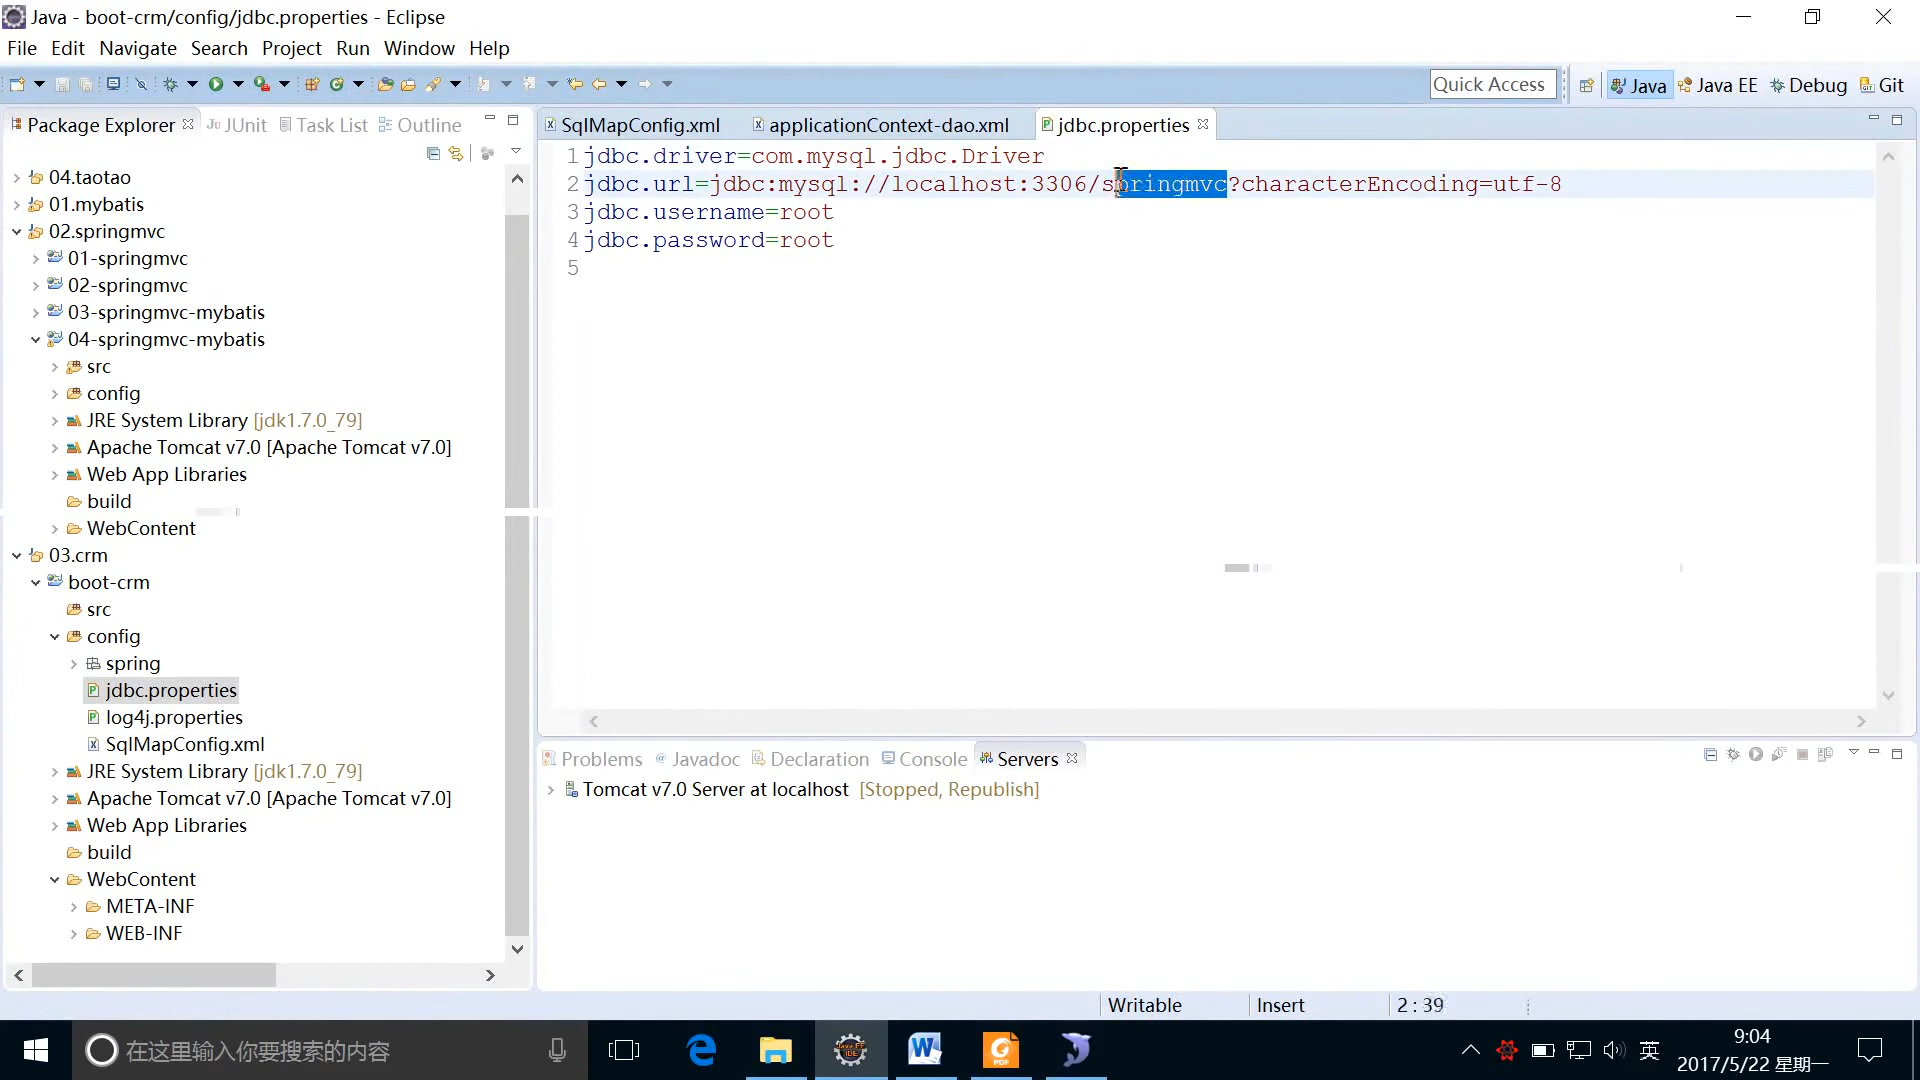 Java - boot-crm/config/jdbc.properties - Eclipse
File Edit Navigate Search Project Run Window Help
Quick Access
Java
Java EE
Debug
Git
Package Explorer
JUnit
Task List
Outline
04.taotao
01.mybatis
02.springmvc
01-springmvc
02-springmvc
03-springmvc-mybatis
04-springmvc-mybatis
src
config
JRE System Library [jdk1.7.0_79]
Apache Tomcat v7.0 [Apache Tomcat v7.0]
Web App Libraries
build
WebContent
03.crm
boot-crm
src
config
spring
jdbc.properties
log4j.properties
SqlMapConfig.xml
JRE System Library [jdk1.7.0_79]
Apache Tomcat v7.0 [Apache Tomcat v7.0]
Web App Libraries
build
WebContent
META-INF
WEB-INF
SqlMapConfig.xml
applicationContext-dao.xml
jdbc.properties
1 jdbc.driver=com.mysql.jdbc.Driver
2 jdbc.url=jdbc:mysql://localhost:3306/springmvc?characterEncoding=utf-8
3 jdbc.username=root
4 jdbc.password=root
5
Problems
Javadoc
Declaration
Console
Servers
Tomcat v7.0 Server at localhost [Stopped, Republish]
Writable
Insert
2 : 39
在这里输入你要搜索的内容
英
9:04
2017/5/22 星期一